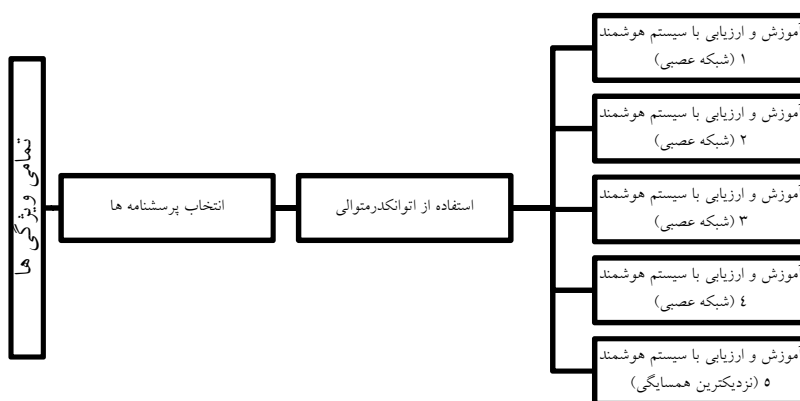 تمامی ویژگی ها
انتخاب پرسشنامه ها
استفاده از اتوانکدرمتوالی
آموزش و ارزیابی با سیستم هوشمند
۱ (شبکه عصبی)
آموزش و ارزیابی با سیستم هوشمند
۲ (شبکه عصبی)
آموزش و ارزیابی با سیستم هوشمند
۳ (شبکه عصبی)
آموزش و ارزیابی با سیستم هوشمند
٤ (شبکه عصبی)
آموزش و ارزیابی با سیستم هوشمند
۵ (نزدیکترین همسایگی)